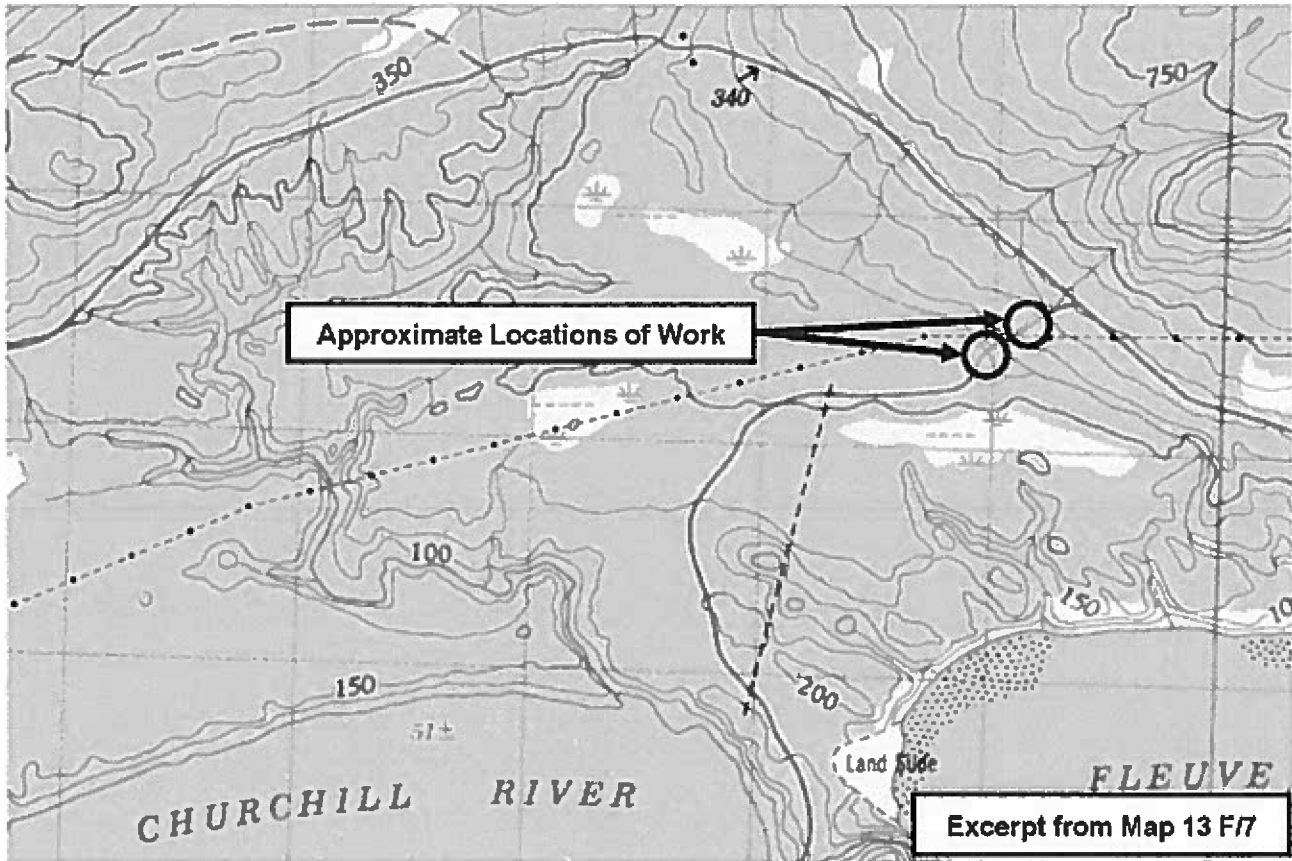 350
340
750
Approximate Locations of Work
100
150
10
150
200
51±
Land Slide
CHURCHILL RIVER
FLEUVE
Excerpt from Map 13 F/7